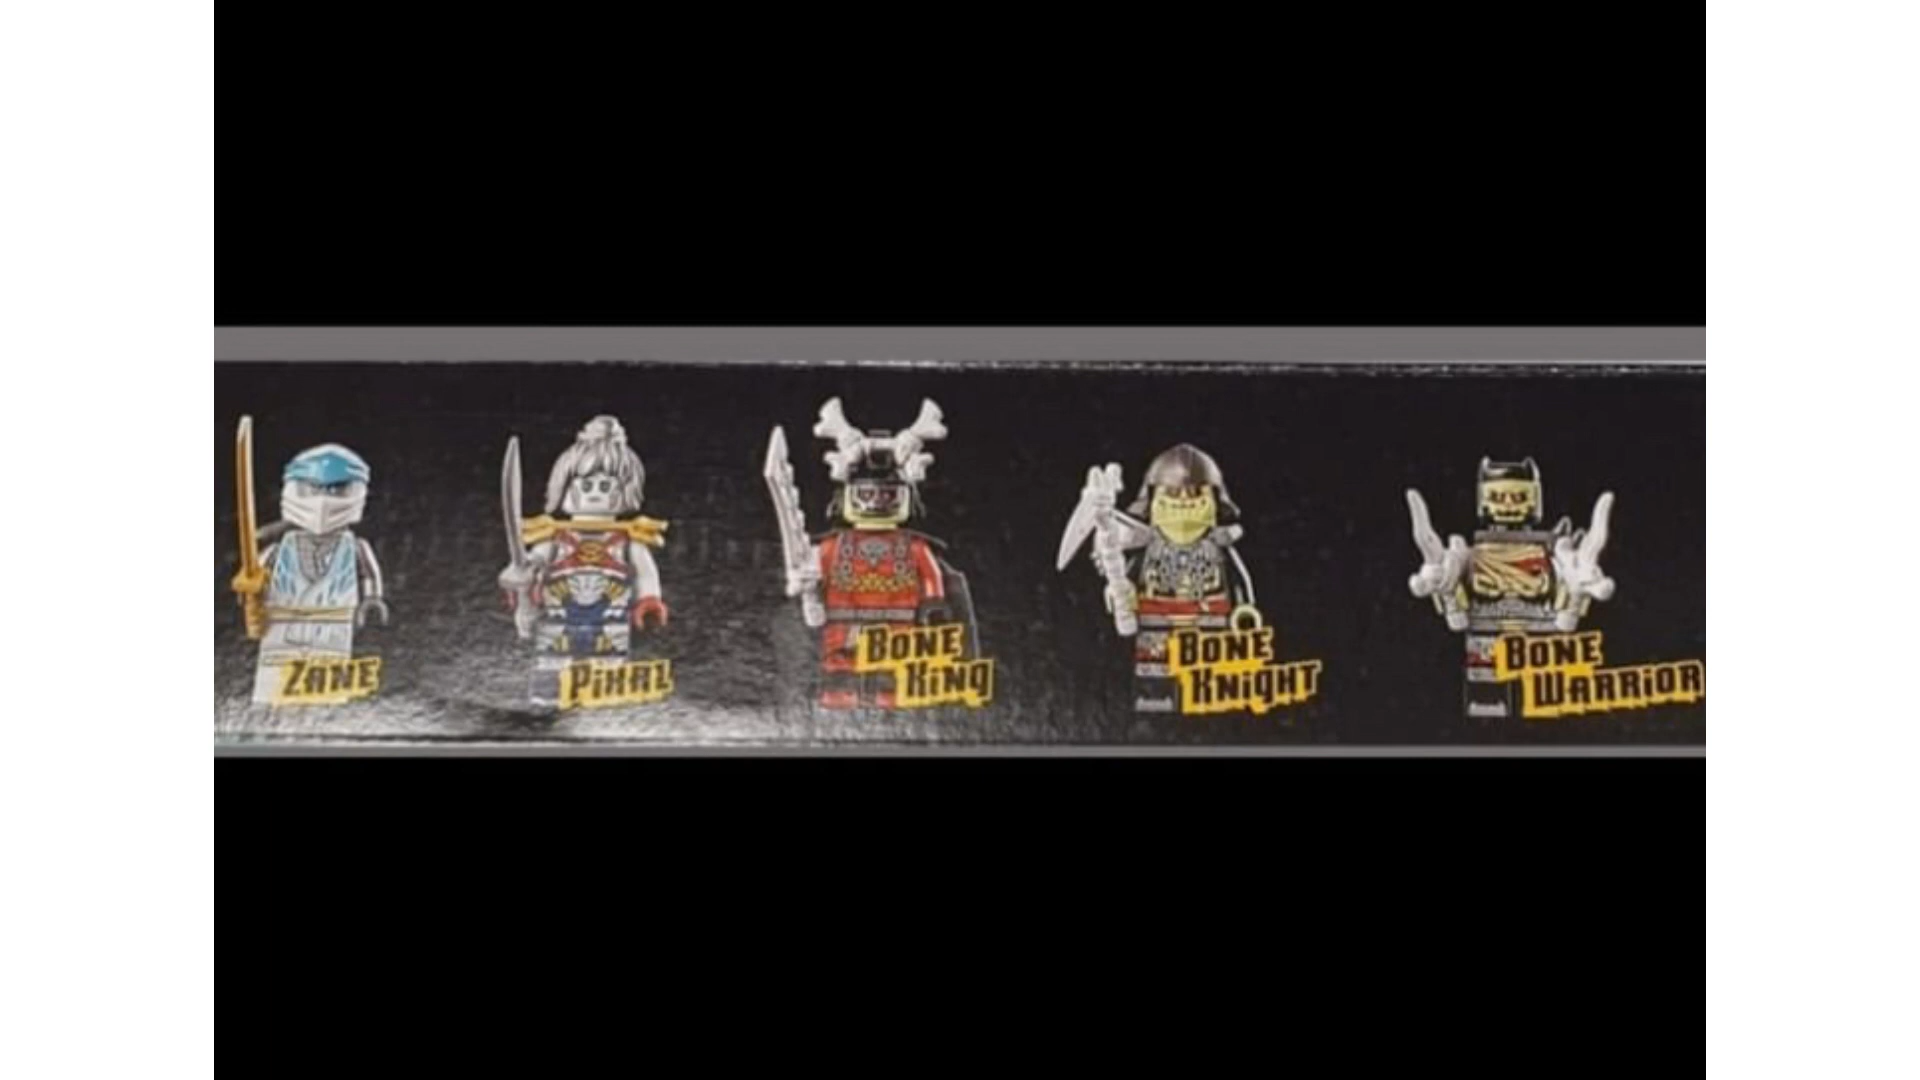 ZANE
PiXAL
BONE
KiNG
BONE
KNiGHT
BONE
WARRiOR